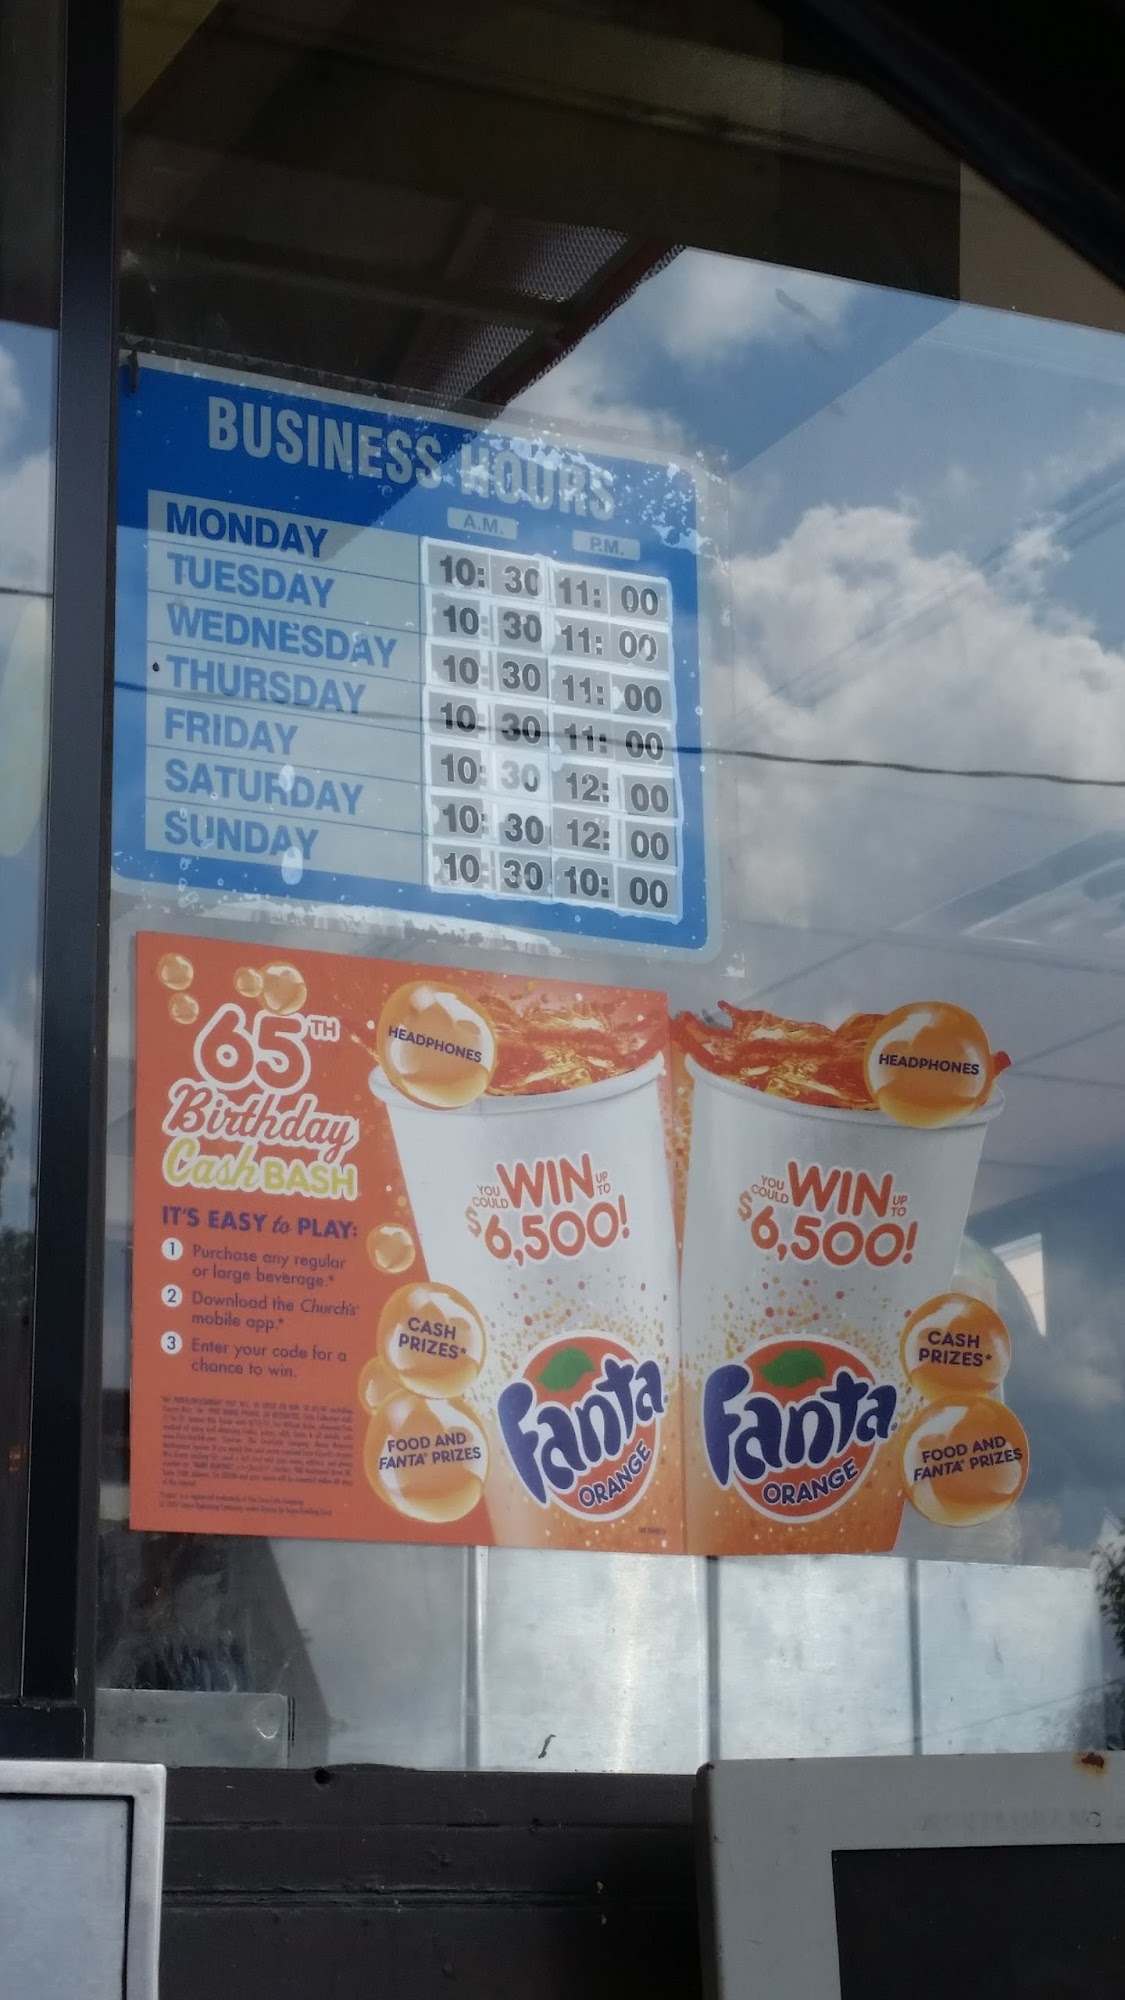 BUSINESS HOURS
A.M. P.M.
MONDAY 10: 30 11: 00
TUESDAY 10: 30 11: 00
WEDNESDAY 10: 30 11: 00
THURSDAY 10: 30 11: 00
FRIDAY 10: 30 12: 00
SATURDAY 10: 30 12: 00
SUNDAY 10: 30 10: 00
65TH
Birthday
Cash BASH
IT'S EASY to PLAY:
1 Purchase any regular
or large beverage.*
2 Download the Church's
mobile app.*
3 Enter your code for a
chance to win.
HEADPHONES
YOU COULD WIN UP TO
$6,500!
CASH
PRIZES*
FOOD AND
FANTA® PRIZES
Fanta
ORANGE
HEADPHONES
YOU COULD WIN UP TO
$6,500!
CASH
PRIZES*
FOOD AND
FANTA® PRIZES
Fanta
ORANGE